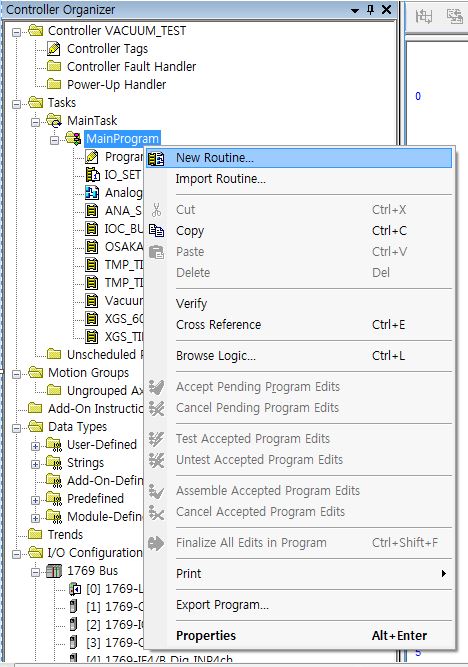 Controller Organizer
Controller VACUUM_TEST
Controller Tags
Controller Fault Handler
Power-Up Handler
Tasks
MainTask
MainProgram
Progra
IO_SET
Analog
ANA_S
IOC_BU
OSAKA
TMP_TI
TMP_TI
Vacuum
XGS_60
XGS_TI
Unscheduled
Motion Groups
Ungrouped Ax
Add-On Instructio
Data Types
User-Defined
Strings
Add-On-Defin
Predefined
Module-Define
Trends
I/O Configuration
1769 Bus
[0] 1769-L
[1] 1769-
[2] 1769-I
[3] 1769-
[4] 1769-IF4/B Dig_INP4ch
New Routine...
Import Routine...
Cut Ctrl+X
Copy Ctrl+C
Paste Ctrl+V
Delete Del
Verify
Cross Reference Ctrl+E
Browse Logic... Ctrl+L
Accept Pending Program Edits
Cancel Pending Program Edits
Test Accepted Program Edits
Untest Accepted Program Edits
Assemble Accepted Program Edits
Cancel Accepted Program Edits
Finalize All Edits in Program Ctrl+Shift+F
Print
Export Program...
Properties Alt+Enter
0
5